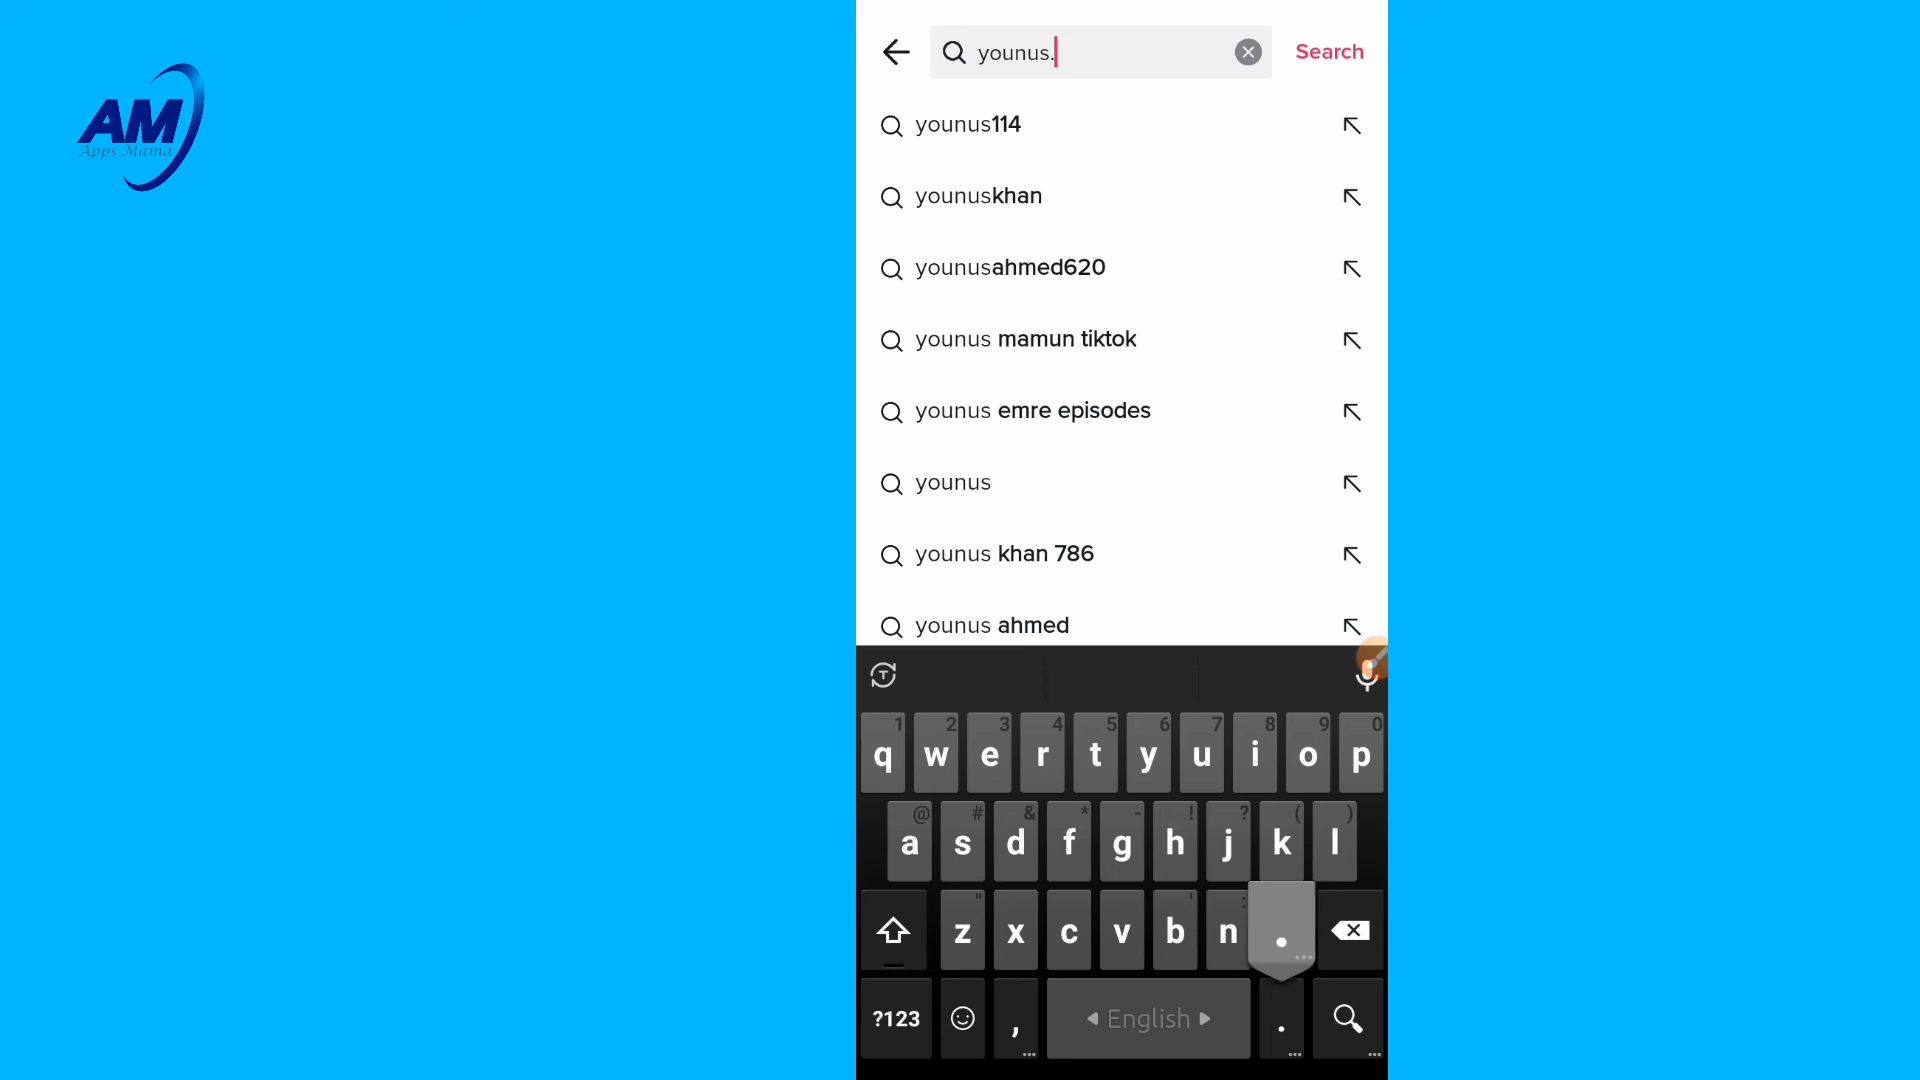 AM
Apps Mama
younus.
Search
younus114
younuskhan
younusahmed620
younus mamun tiktok
younus emre episodes
younus
younus khan 786
younus ahmed
T
1 2 3 4 5 6 7 8 9 0
q w e r t y u i o p
@ # & * - ! ? ( )
a s d f g h j k l
" ' :
z x c v b n .
?123 , English .